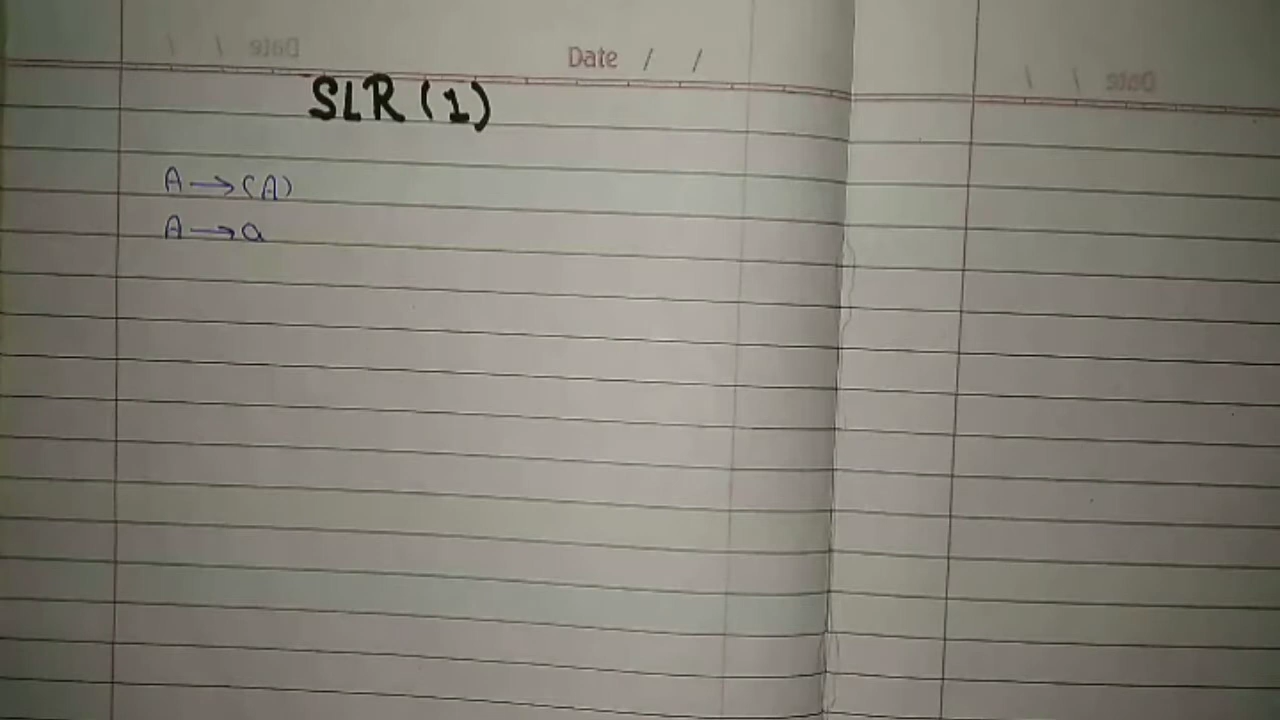 Date / /
SLR (1)
A → (A)
A → a